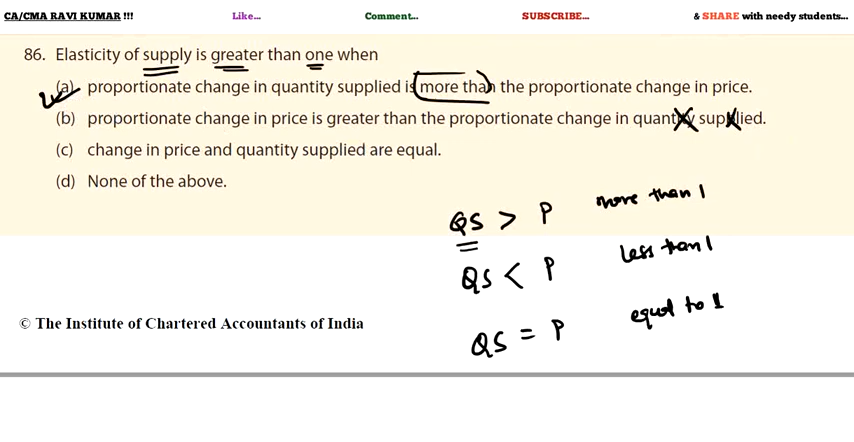 CA/CMA RAVI KUMAR !!! Like... Comment... SUBSCRIBE... & SHARE with needy students...
86. Elasticity of supply is greater than one when
(a) proportionate change in quantity supplied is more than the proportionate change in price.
(b) proportionate change in price is greater than the proportionate change in quantity supplied.
(c) change in price and quantity supplied are equal.
(d) None of the above.
QS > P more than 1
QS < P less than 1
QS = P equal to 1
© The Institute of Chartered Accountants of India